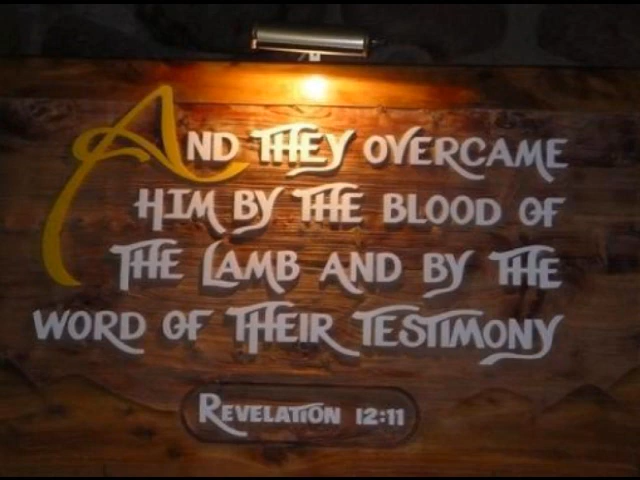 And they overcame
him by the blood of
the Lamb and by the
word of their testimony
Revelation 12:11